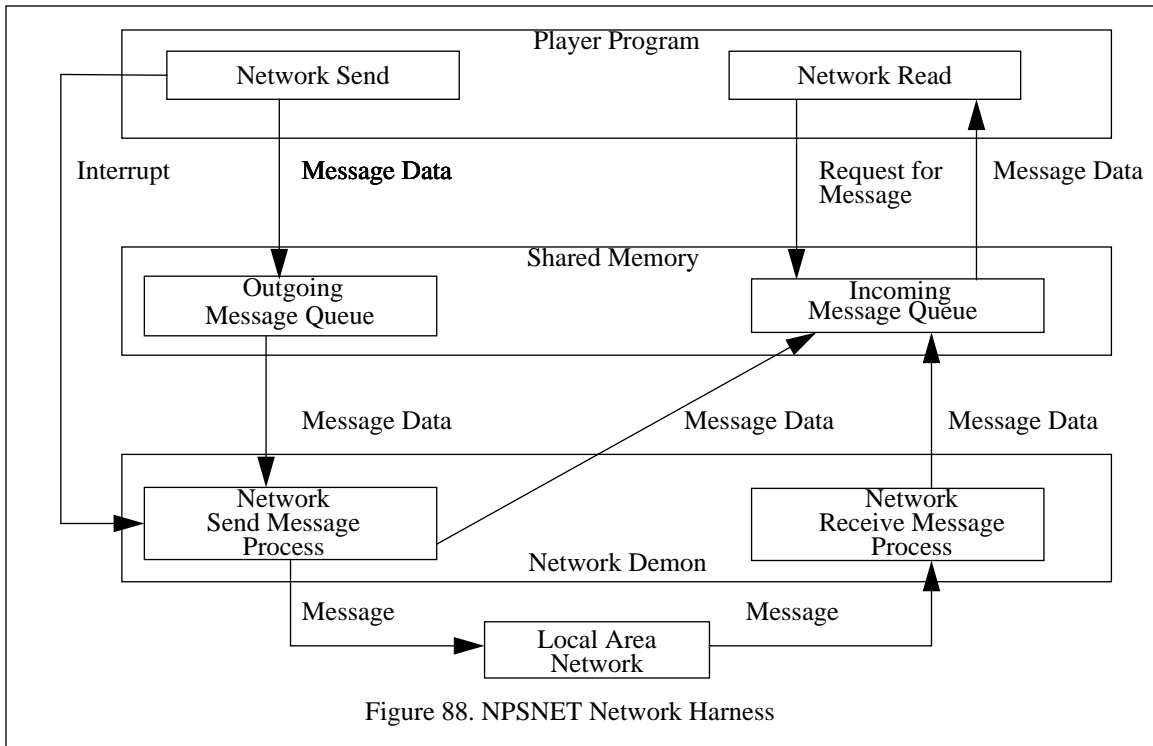 Player Program
Network Send
Network Read
Interrupt
Message Data
Request for
Message
Message Data
Shared Memory
Outgoing
Message Queue
Incoming
Message Queue
Message Data
Message Data
Message Data
Network
Send Message
Process
Network
Receive Message
Process
Network Demon
Message
Message
Local Area
Network
Figure 88. NPSNET Network Harness